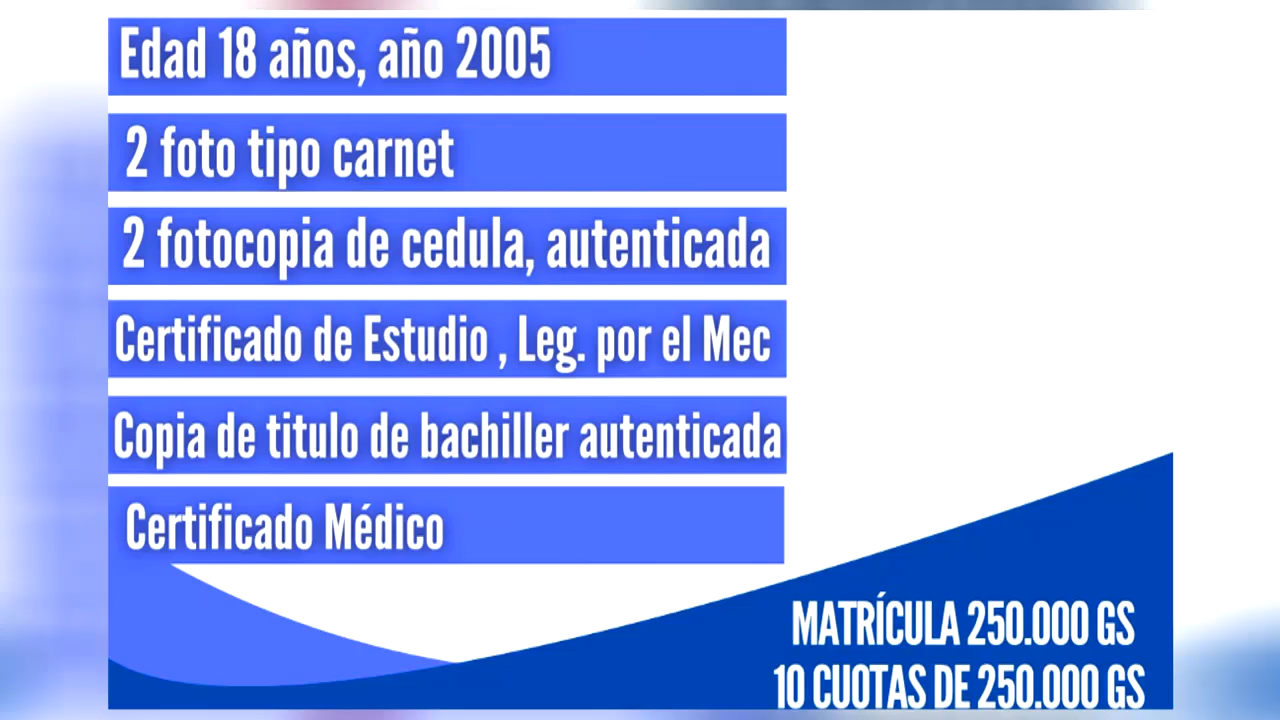 Edad 18 años, año 2005
2 foto tipo carnet
2 fotocopia de cedula, autenticada
Certificado de Estudio , Leg. por el Mec
Copia de titulo de bachiller autenticada
Certificado Médico
MATRÍCULA 250.000 GS
10 CUOTAS DE 250.000 GS